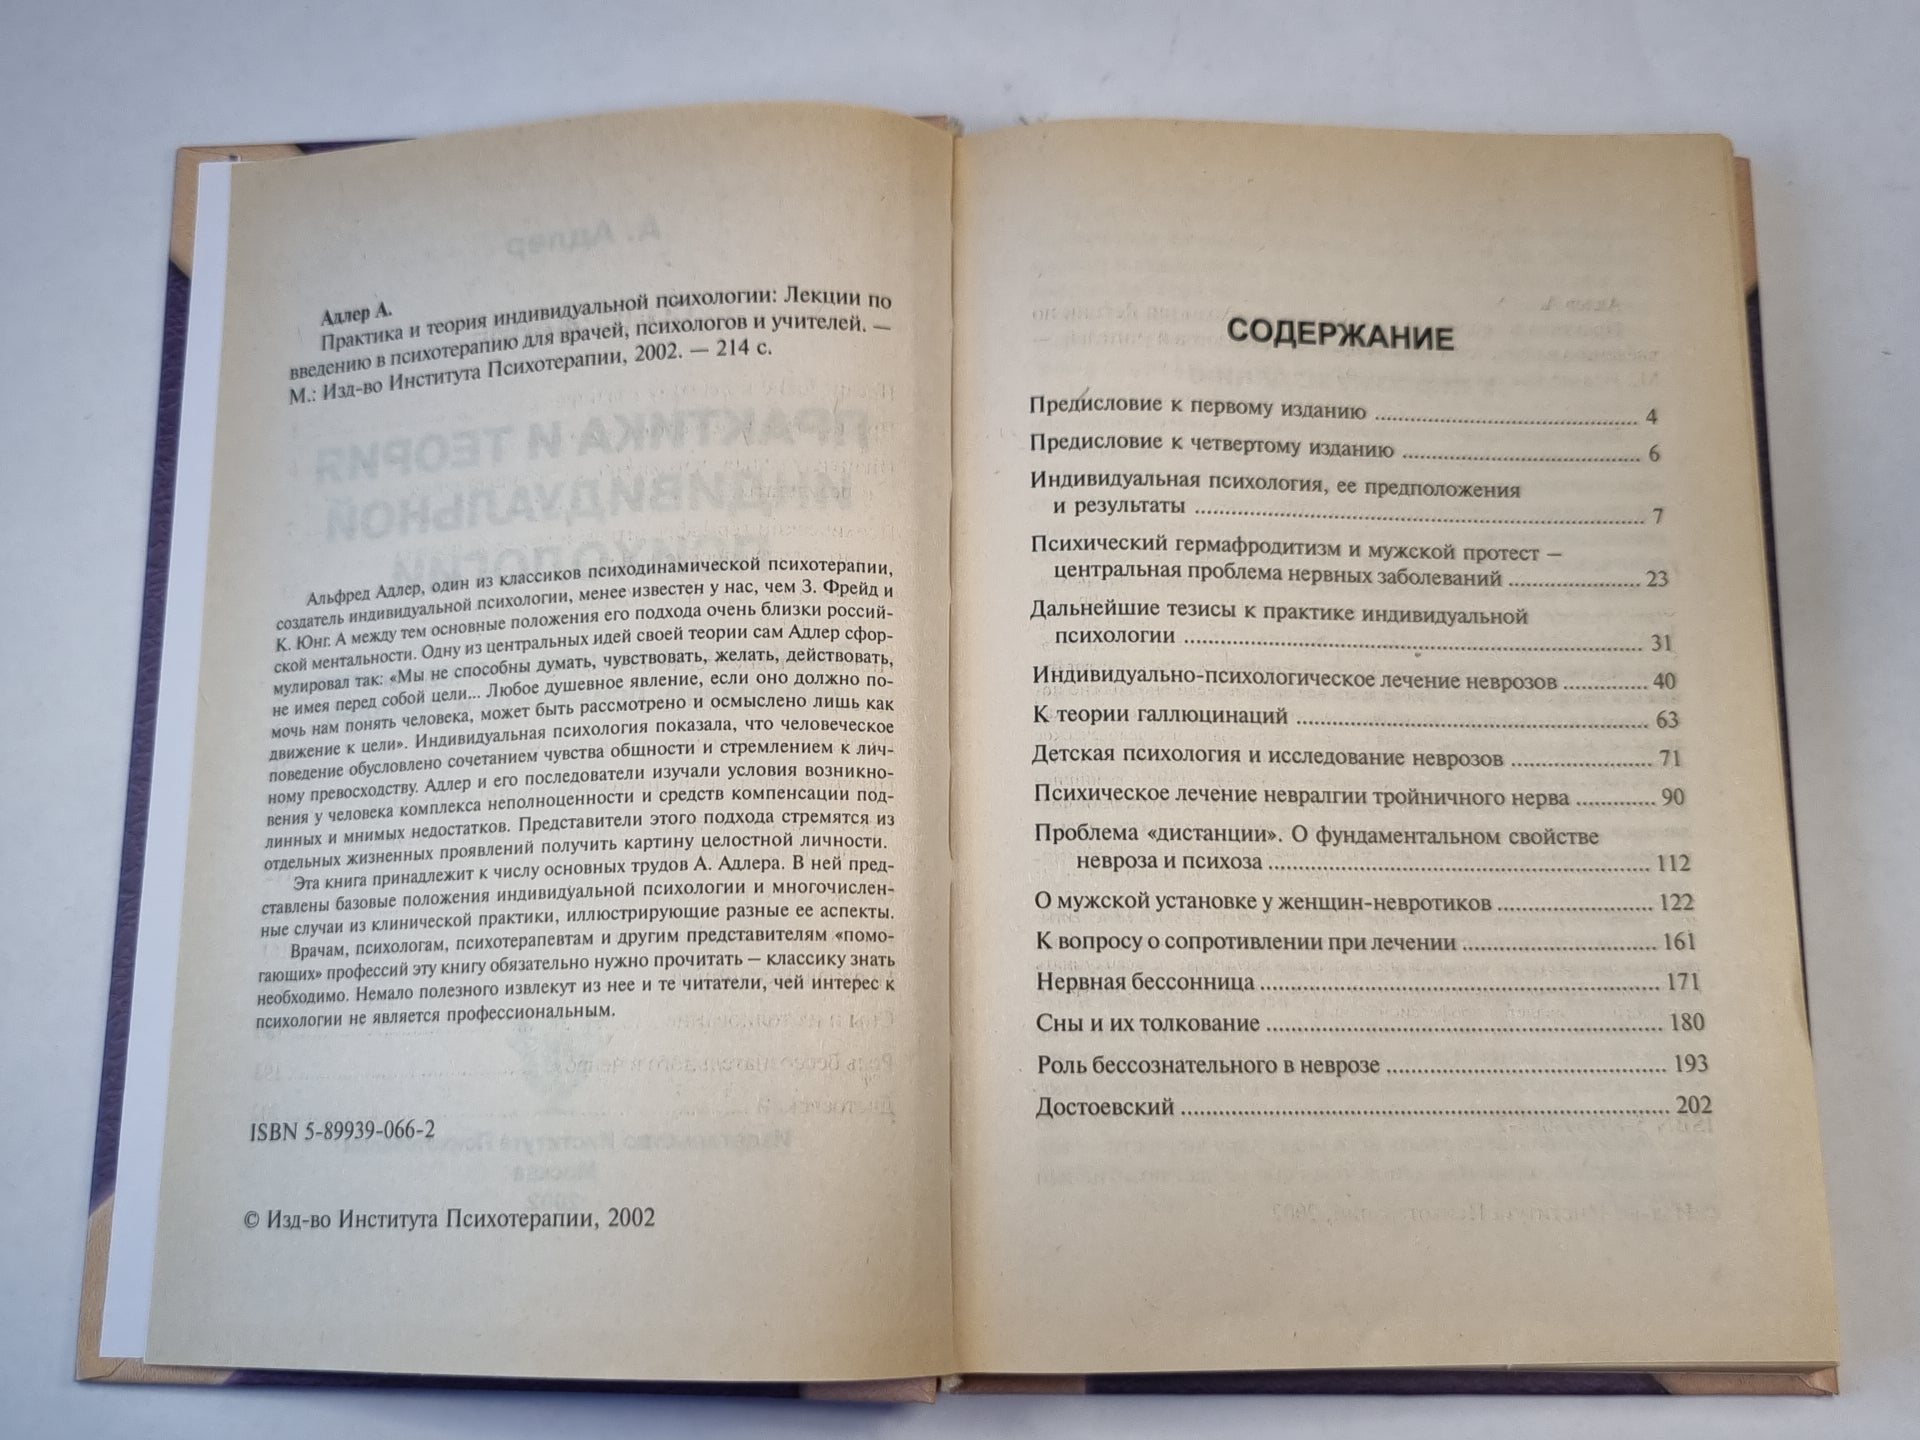 Адлер А.
Практика и теория индивидуальной психологии: Лекции по
введению в психотерапию для врачей, психологов и учителей. —
М.: Изд-во Института Психотерапии, 2002. — 214 с.
Альфред Адлер, один из классиков психодинамической психотерапии,
создатель индивидуальной психологии, менее известен у нас, чем З. Фрейд и
К. Юнг. А между тем основные положения его подхода очень близки россий-
ской ментальности. Одну из центральных идей своей теории сам Адлер сфор-
мулировал так: «Мы не способны думать, чувствовать, желать, действовать,
не имея перед собой цели... Любое душевное явление, если оно должно по-
мочь нам понять человека, может быть рассмотрено и осмыслено лишь как
движение к цели». Индивидуальная психология показала, что человеческое
поведение обусловлено сочетанием чувства общности и стремлением к лич-
ному превосходству. Адлер и его последователи изучали условия возникно-
вения у человека комплекса неполноценности и средств компенсации под-
линных и мнимых недостатков. Представители этого подхода стремятся из
отдельных жизненных проявлений получить картину целостной личности.
Эта книга принадлежит к числу основных трудов А. Адлера. В ней пред-
ставлены базовые положения индивидуальной психологии и многочислен-
ные случаи из клинической практики, иллюстрирующие разные ее аспекты.
Врачам, психологам, психотерапевтам и другим представителям «помо-
гающих» профессий эту книгу обязательно нужно прочитать — классику знать
необходимо. Немало полезного извлекут из нее и те читатели, чей интерес к
психологии не является профессиональным.
ISBN 5-89939-066-2
© Изд-во Института Психотерапии, 2002
СОДЕРЖАНИЕ
Предисловие к первому изданию ........ 4
Предисловие к четвертому изданию ........ 6
Индивидуальная психология, ее предположения
и результаты ........ 7
Психический гермафродитизм и мужской протест —
центральная проблема нервных заболеваний ........ 23
Дальнейшие тезисы к практике индивидуальной
психологии ........ 31
Индивидуально-психологическое лечение неврозов ........ 40
К теории галлюцинаций ........ 63
Детская психология и исследование неврозов ........ 71
Психическое лечение невралгии тройничного нерва ........ 90
Проблема «дистанции». О фундаментальном свойстве
невроза и психоза ........ 112
О мужской установке у женщин-невротиков ........ 122
К вопросу о сопротивлении при лечении ........ 161
Нервная бессонница ........ 171
Сны и их толкование ........ 180
Роль бессознательного в неврозе ........ 193
Достоевский ........ 202